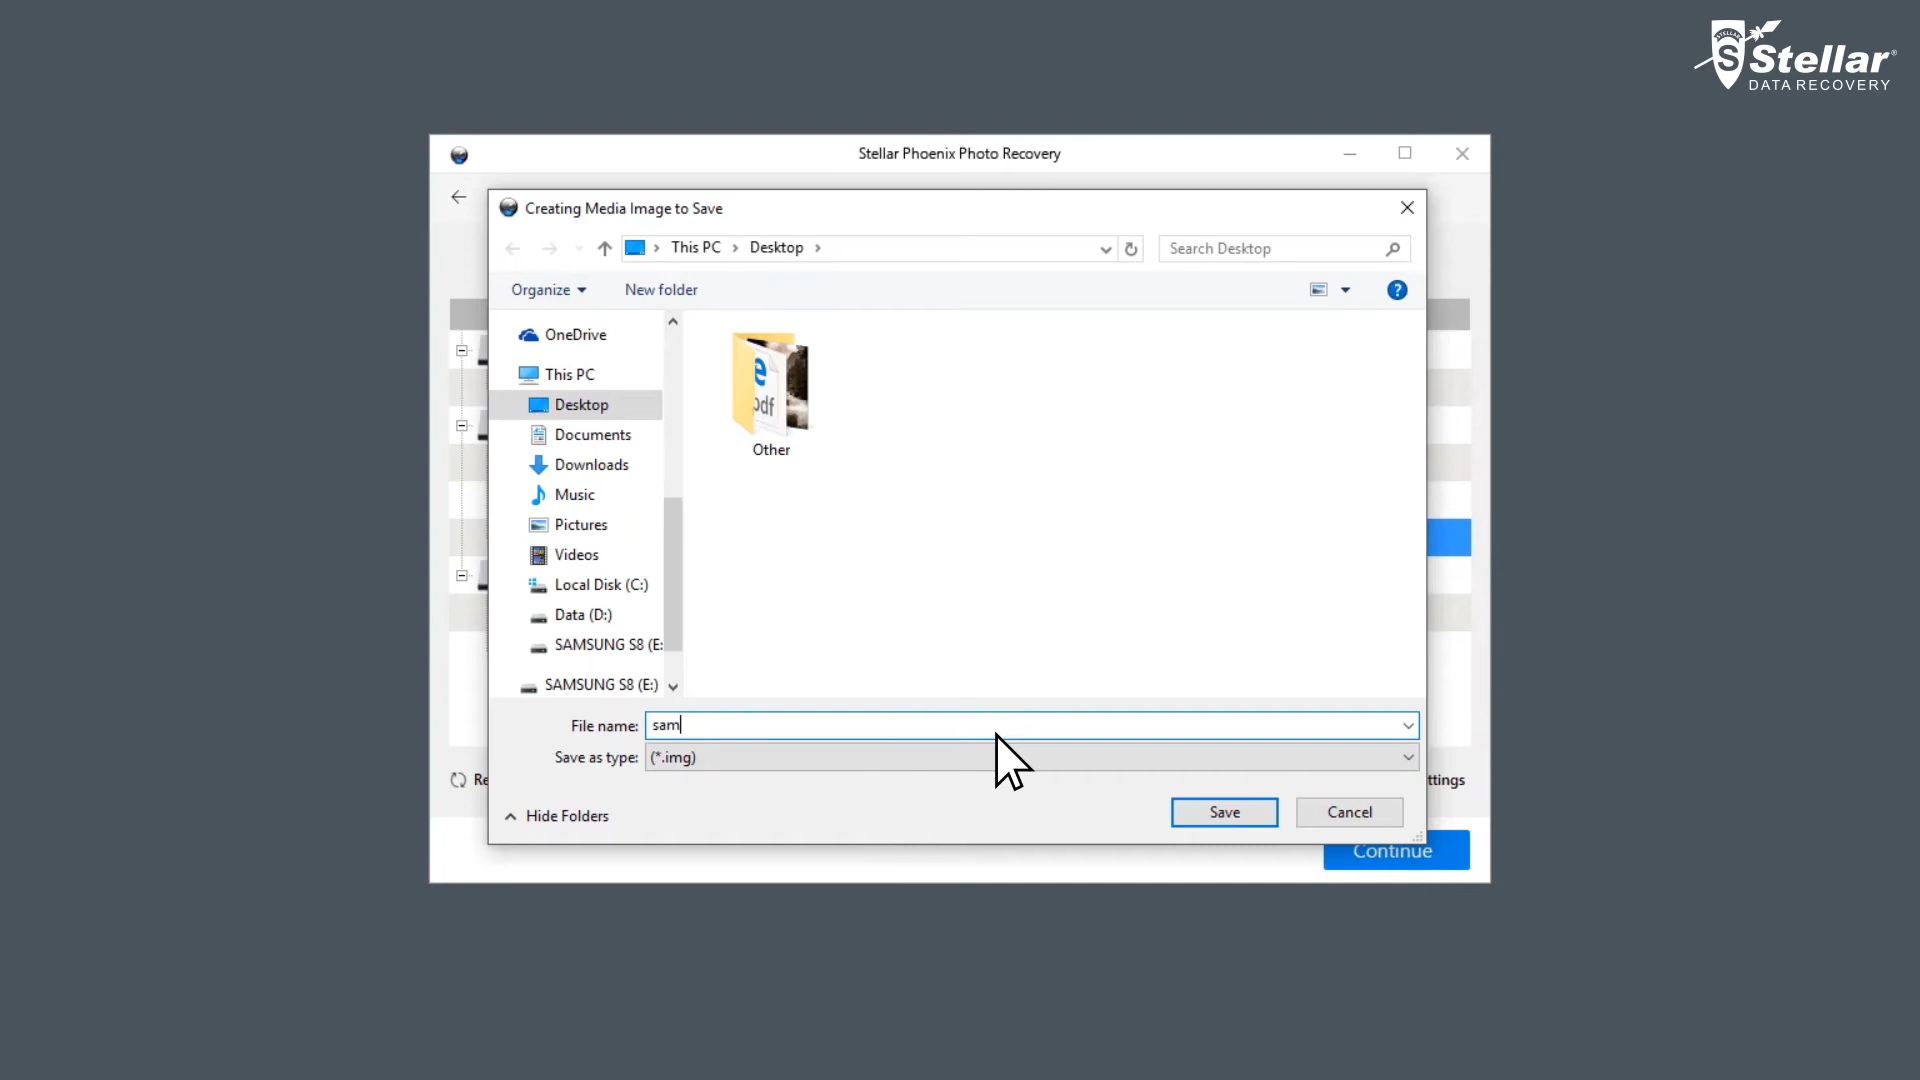 STELLAR
S
Stellar®
DATA RECOVERY
Stellar Phoenix Photo Recovery
Creating Media Image to Save
This PC
Desktop
Search Desktop
Organize
New folder
?
OneDrive
This PC
Desktop
Documents
Downloads
Music
Pictures
Videos
Local Disk (C:)
Data (D:)
SAMSUNG S8 (E:
SAMSUNG S8 (E:)
e
pdf
Other
File name: sam
Save as type: (*.img)
Re
ttings
Hide Folders
Save
Cancel
Continue